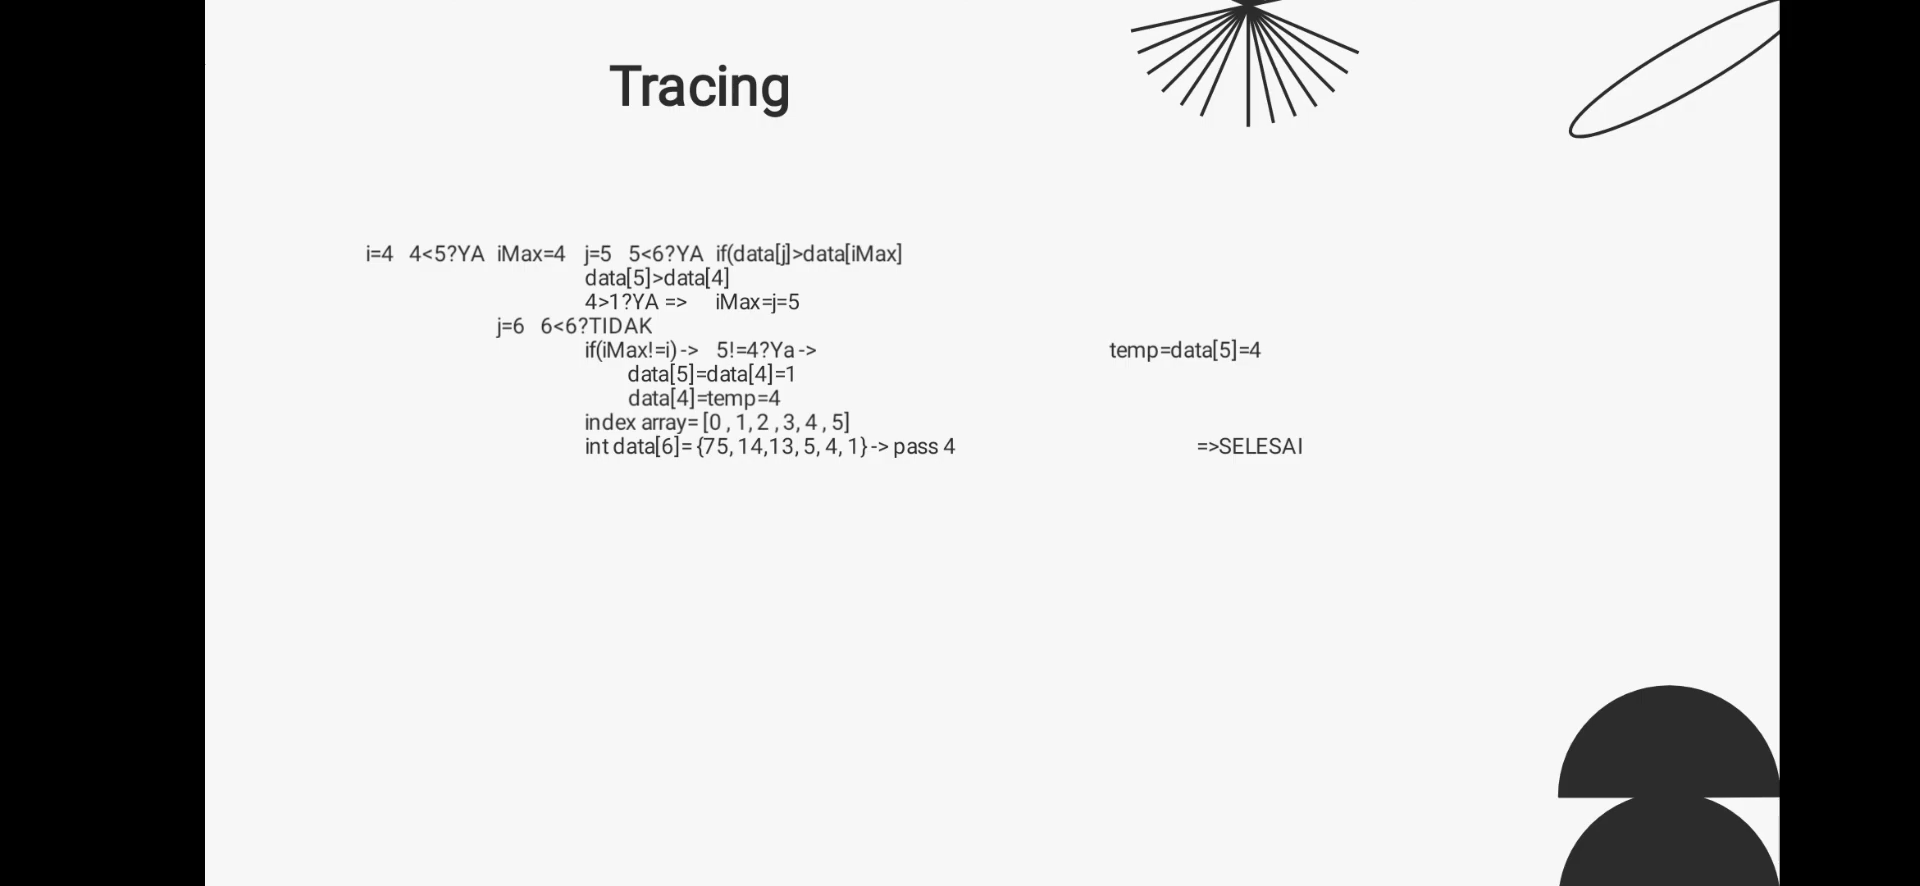 Tracing
i=4 4<5?YA iMax=4 j=5 5<6?YA if(data[j]>data[iMax]
data[5]>data[4]
4>1?YA => iMax=j=5
j=6 6<6?TIDAK
if(iMax!=i) -> 5!=4?Ya -> temp=data[5]=4
data[5]=data[4]=1
data[4]=temp=4
index array= [0 , 1, 2 , 3, 4 , 5]
int data[6]= {75, 14,13, 5, 4, 1} -> pass 4 =>SELESAI